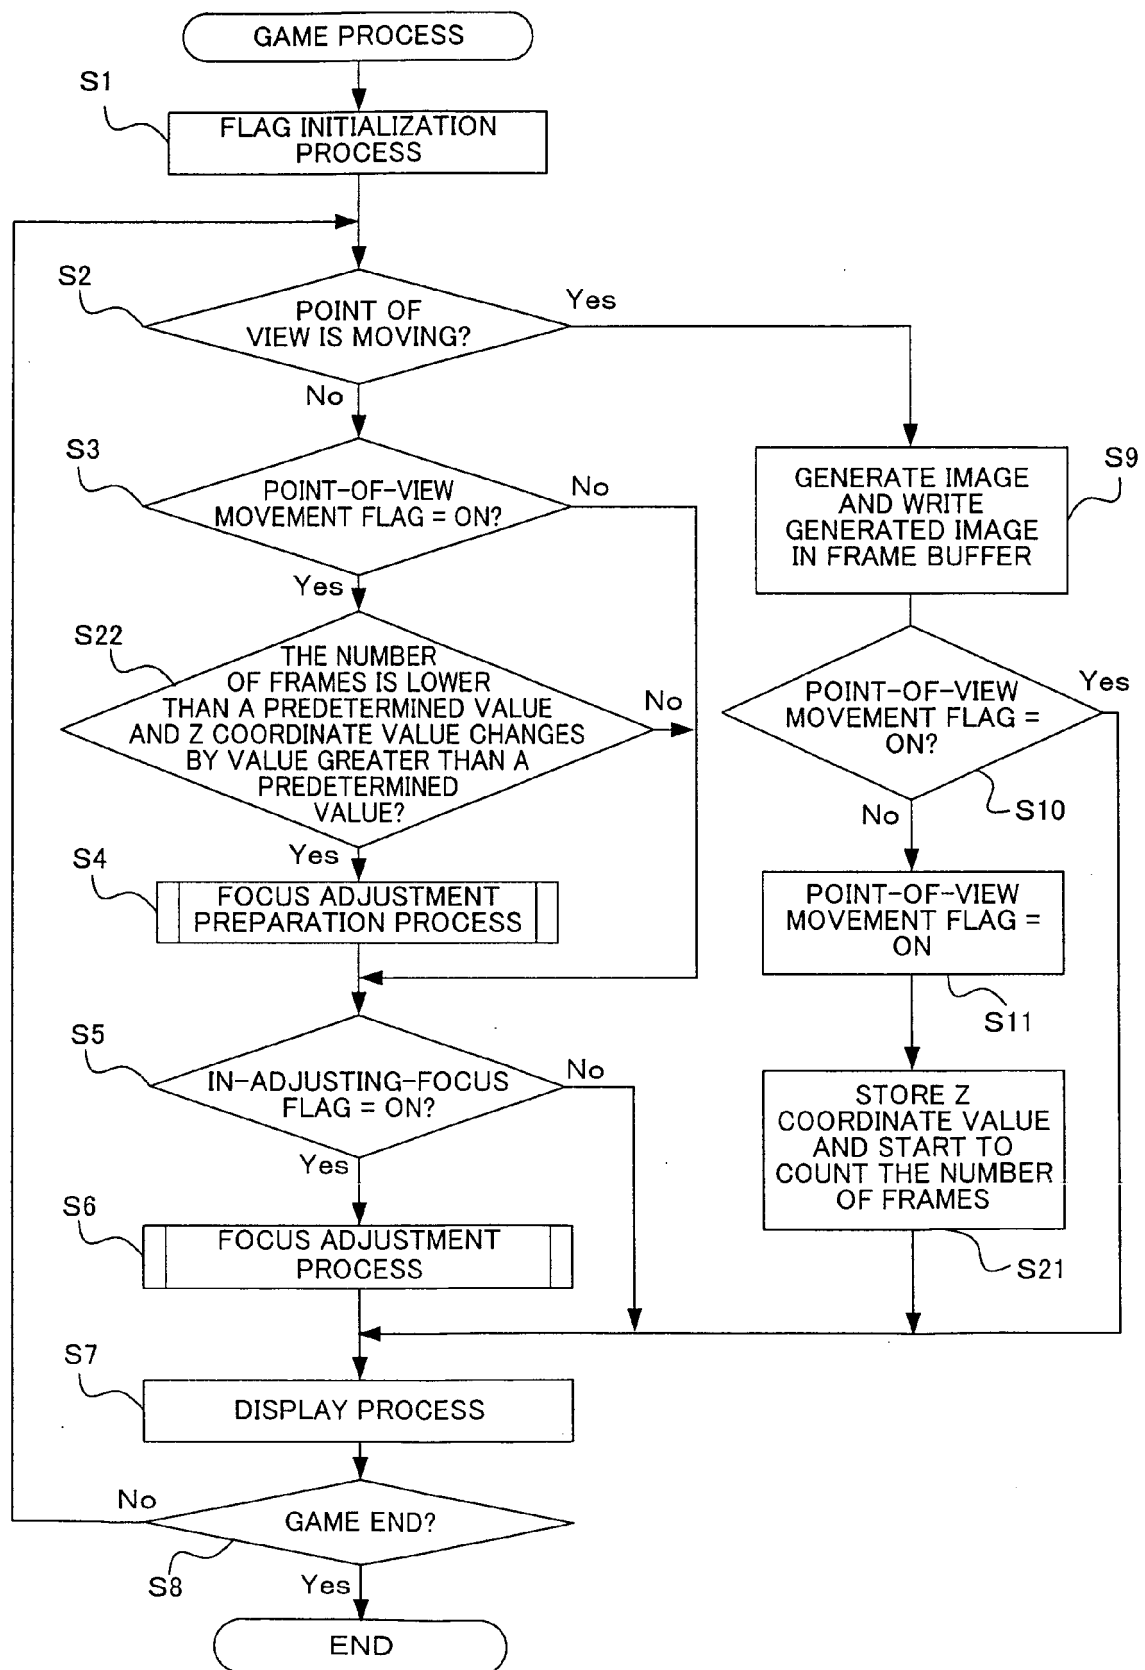 GAME PROCESS
S1
FLAG INITIALIZATION
PROCESS
S2
POINT OF
VIEW IS MOVING?
Yes
No
S3
POINT-OF-VIEW
MOVEMENT FLAG = ON?
No
Yes
S9
GENERATE IMAGE
AND WRITE
GENERATED IMAGE
IN FRAME BUFFER
S22
THE NUMBER
OF FRAMES IS LOWER
THAN A PREDETERMINED VALUE
AND Z COORDINATE VALUE CHANGES
BY VALUE GREATER THAN A
PREDETERMINED
VALUE?
No
Yes
POINT-OF-VIEW
MOVEMENT FLAG =
ON?
Yes
S10
No
S4
FOCUS ADJUSTMENT
PREPARATION PROCESS
POINT-OF-VIEW
MOVEMENT FLAG =
ON
S11
S5
IN-ADJUSTING-FOCUS
FLAG = ON?
No
Yes
STORE Z
COORDINATE VALUE
AND START TO
COUNT THE NUMBER
OF FRAMES
S21
S6
FOCUS ADJUSTMENT
PROCESS
S7
DISPLAY PROCESS
No
GAME END?
S8
Yes
END